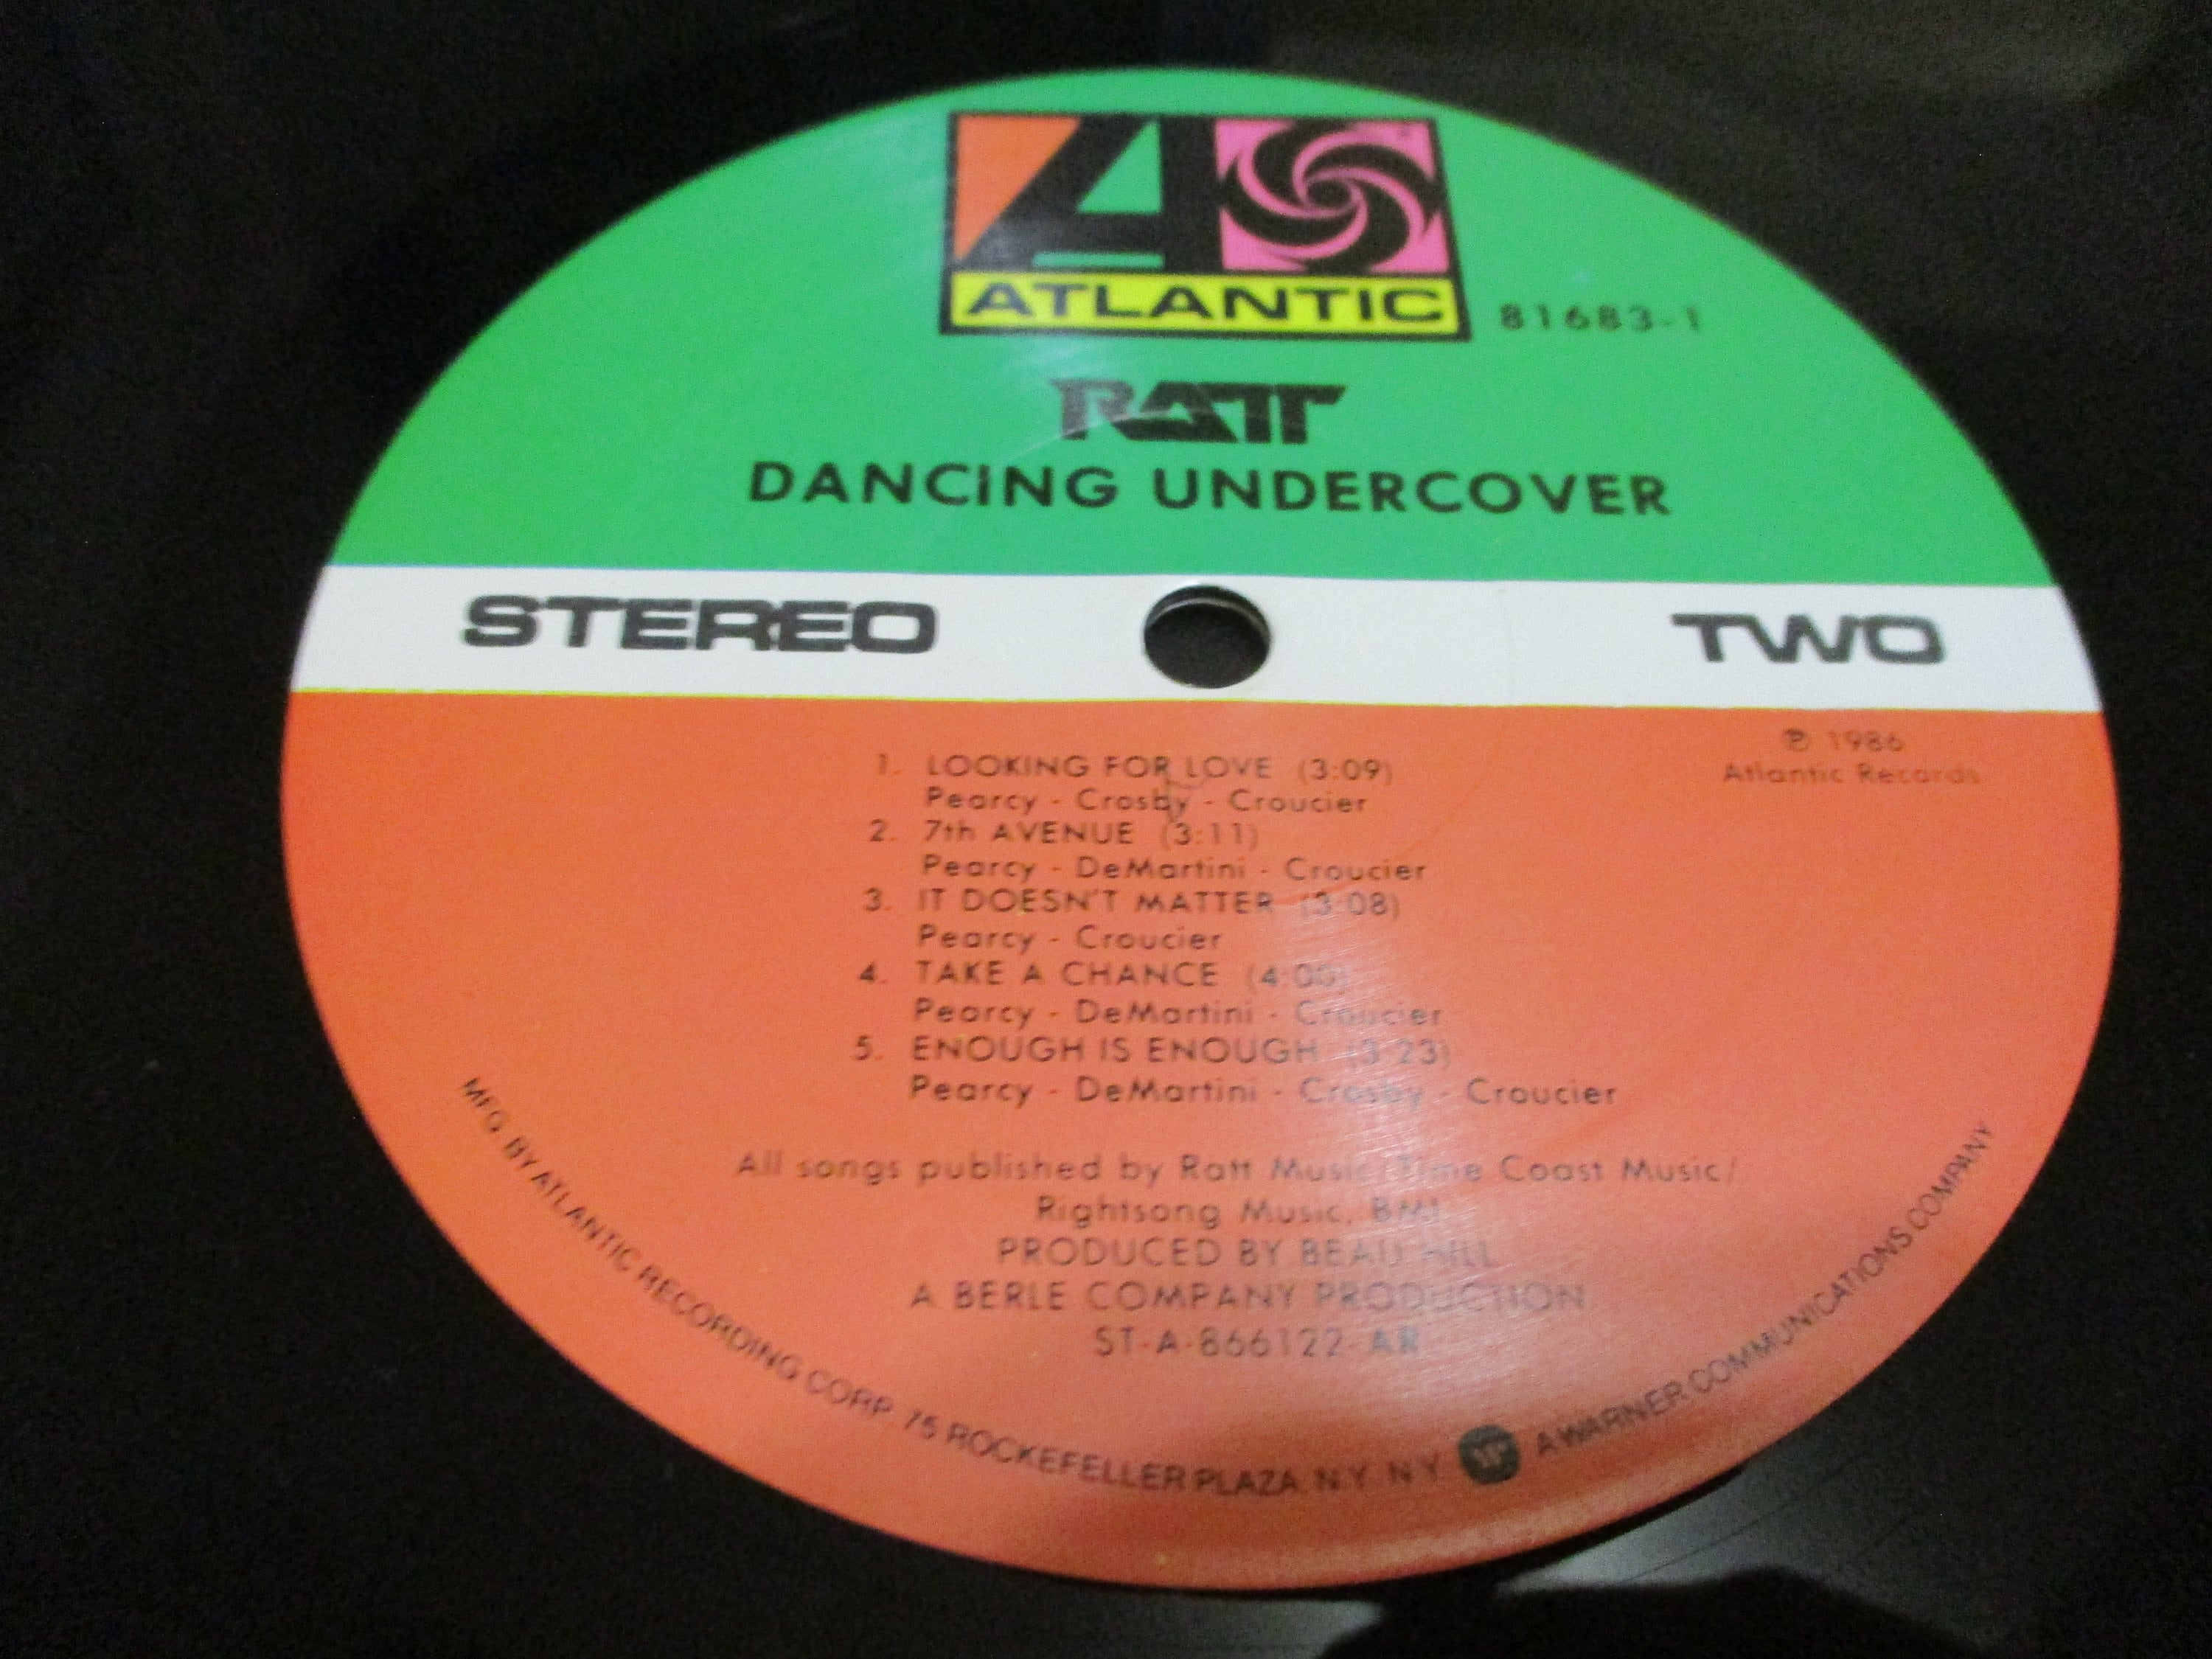 ATLANTIC
81683-1
RATT
DANCING UNDERCOVER
STEREO
TWO
℗ 1986
Atlantic Records
1. LOOKING FOR LOVE (3:09)
Pearcy - Crosby - Croucier
2. 7th AVENUE (3:11)
Pearcy - DeMartini - Croucier
3. IT DOESN'T MATTER (3:08)
Pearcy - Croucier
4. TAKE A CHANCE (4:00)
Pearcy - DeMartini - Croucier
5. ENOUGH IS ENOUGH (3:23)
Pearcy - DeMartini - Crosby - Croucier
All songs published by Ratt Music/Time Coast Music/
Rightsong Music, BMI
PRODUCED BY BEAU HILL
A BERLE COMPANY PRODUCTION
ST-A-866122-AR
MFG. BY ATLANTIC RECORDING CORP. 75 ROCKEFELLER PLAZA N.Y. N.Y. A WARNER COMMUNICATIONS COMPANY